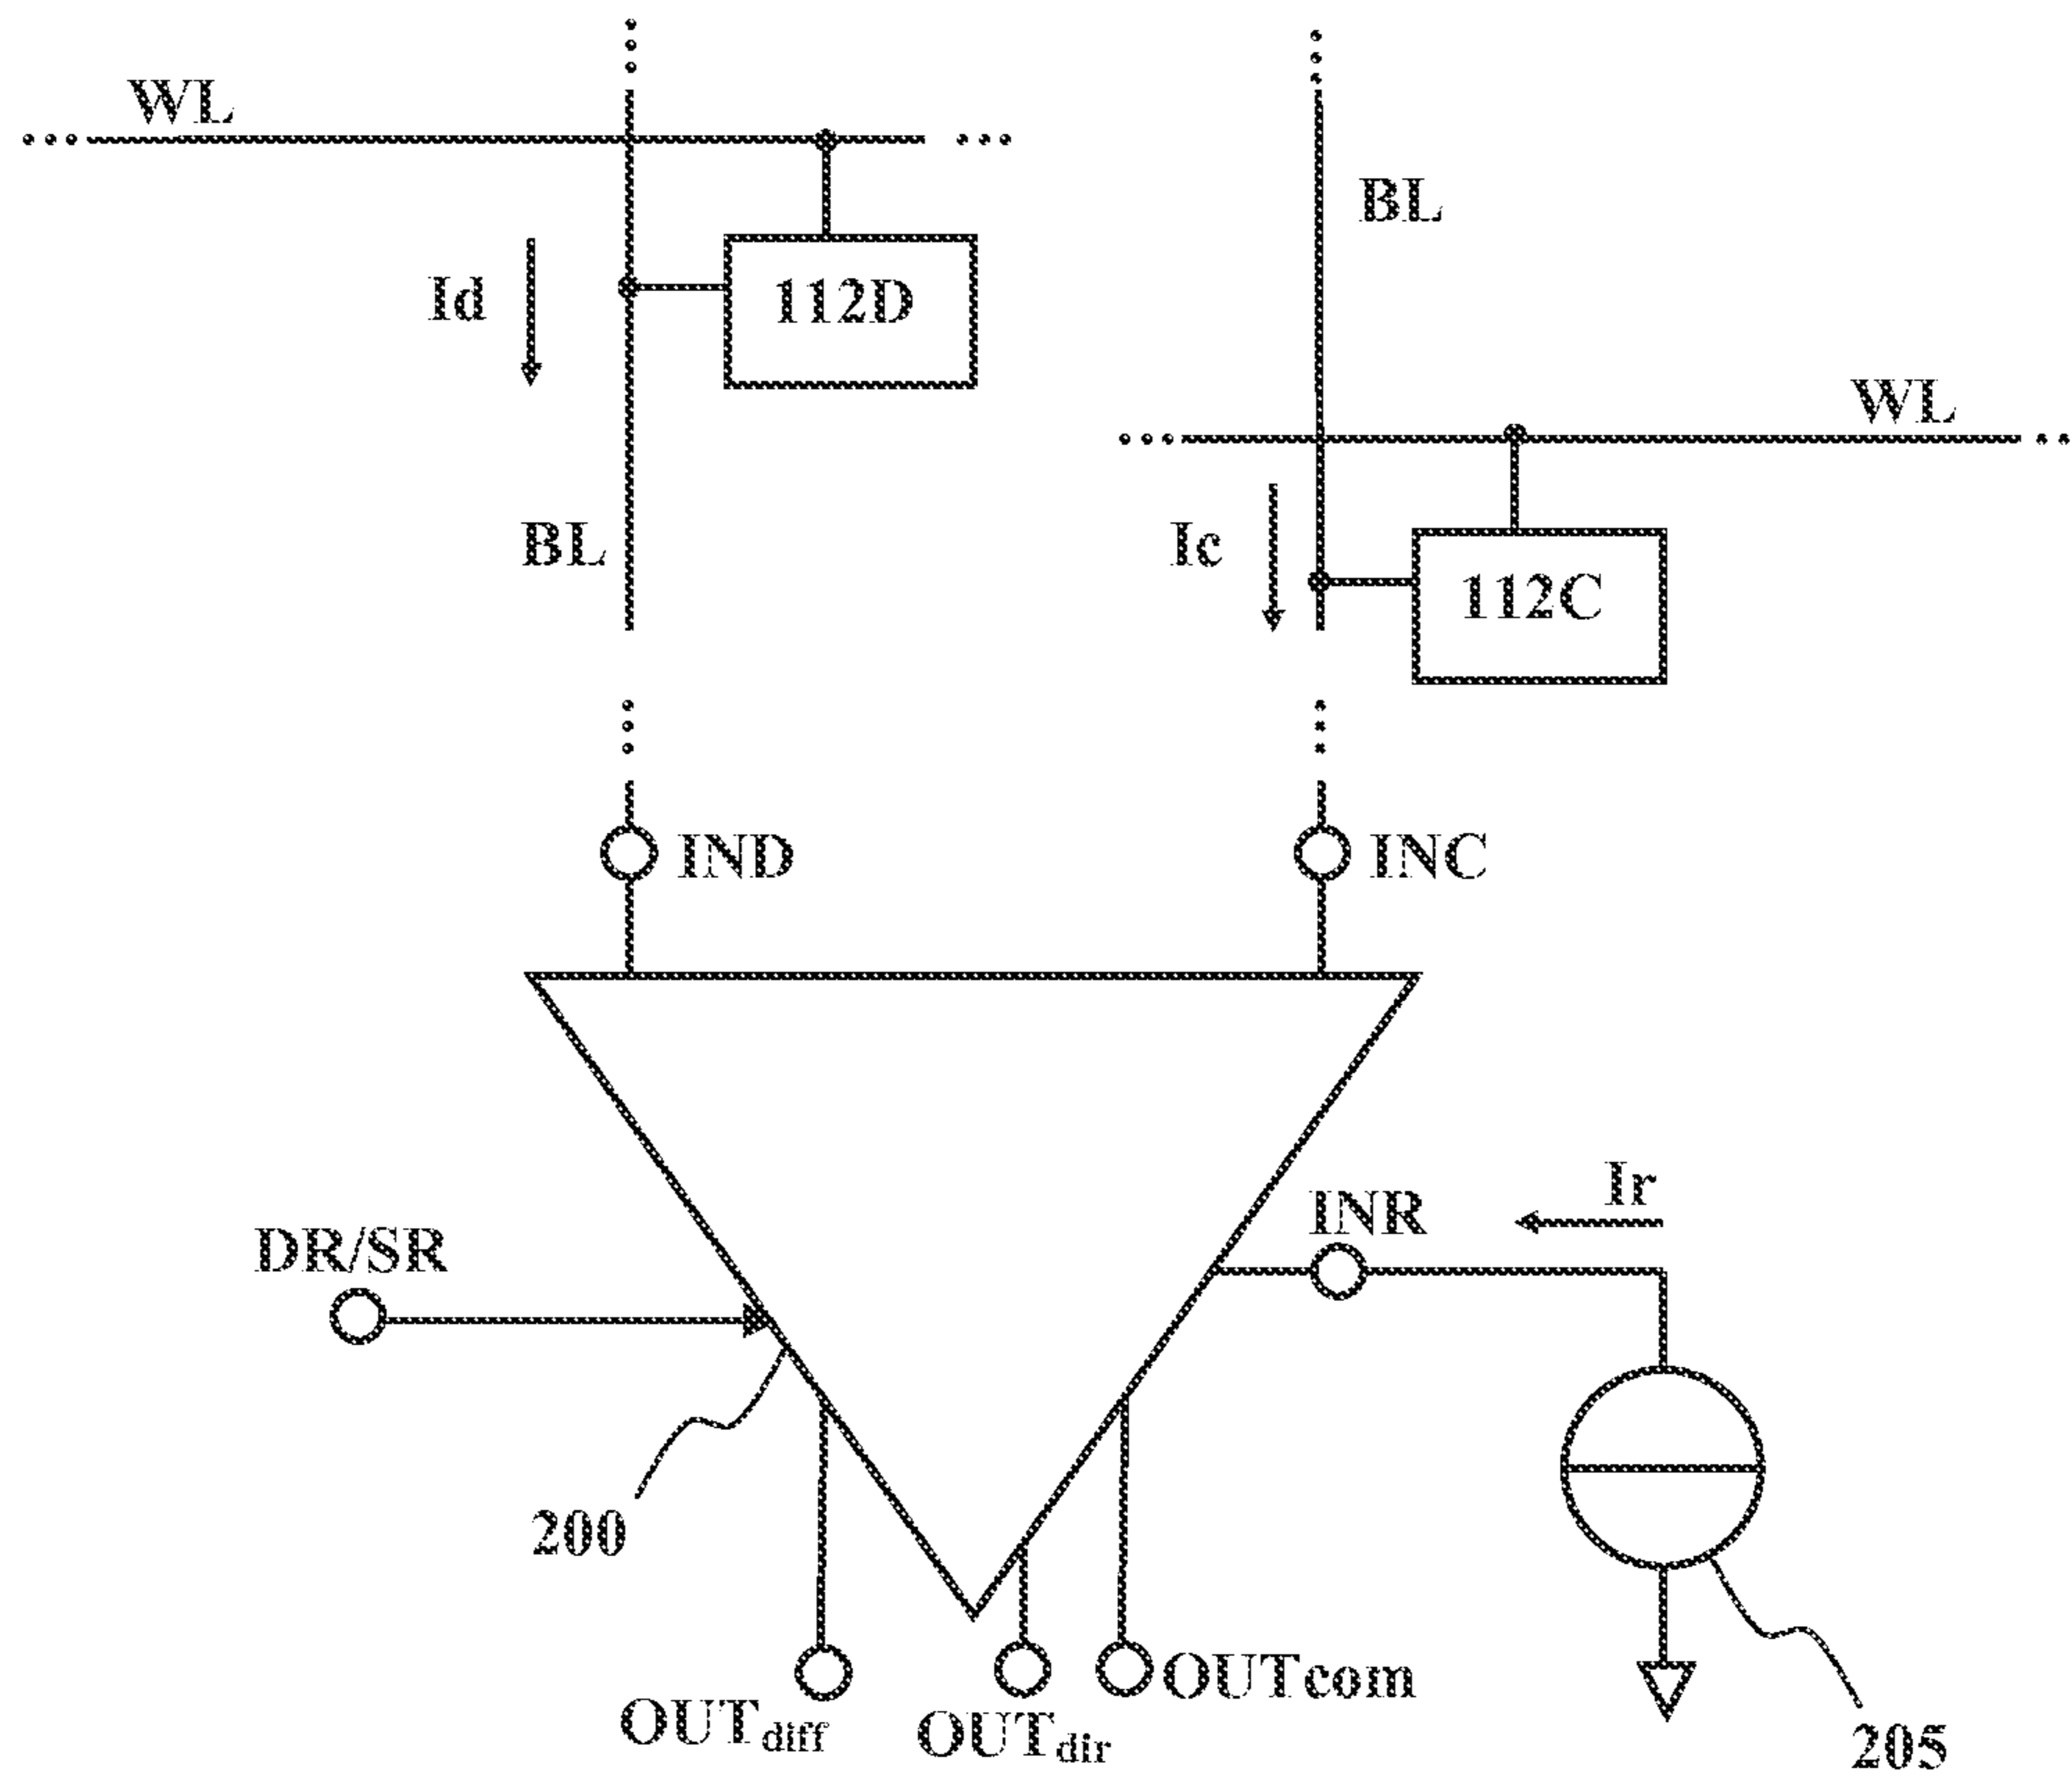 WL
BL
Id
112D
WL
BL
Ic
112C
IND
INC
INR
Ir
DR/SR
200
OUTdiff
OUTdir
OUTcom
205